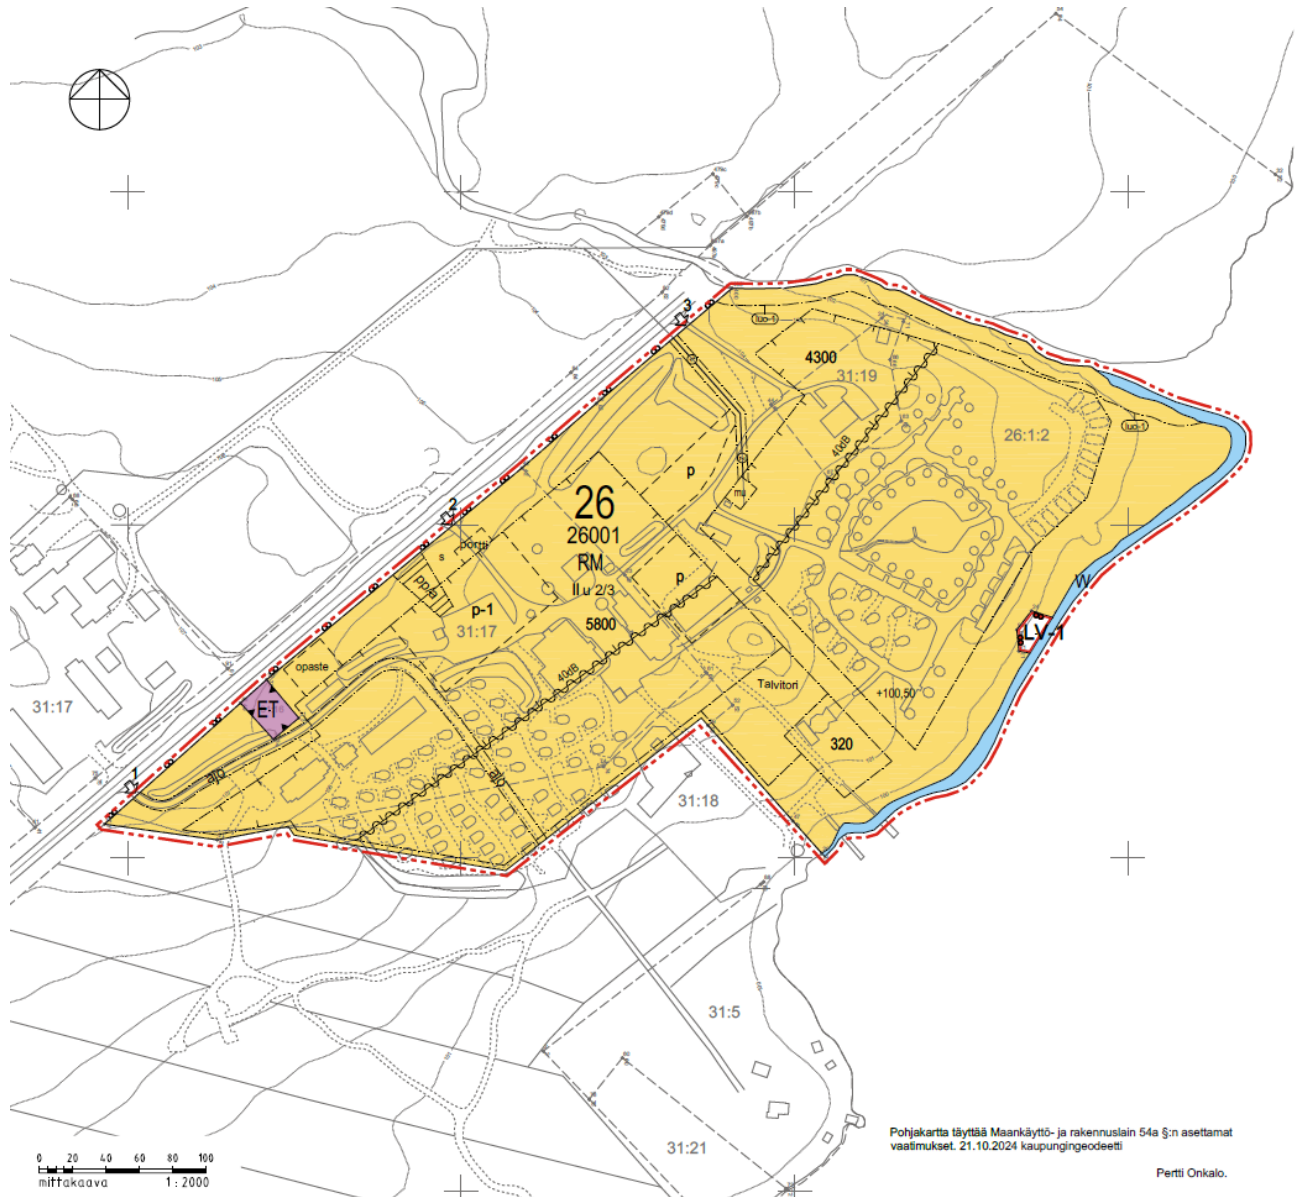 3
luo-1
4300
31:19
40dB
luo-1
26:1:2
p
mu
26
26001
RM
II u 2/3
5800
2
portti
s
pp/a
p-1
31:17
p
W
LV-1
opaste
40dB
Talvitori
+100,50
ET
31:17
320
1
ajo
ajo
31:18
31:5
31:21
Pohjakartta täyttää Maankäyttö- ja rakennuslain 54a §:n asettamat
vaatimukset. 21.10.2024 kaupungingeodeetti
Pertti Onkalo.
0 20 40 60 80 100
mittakaava 1:2000